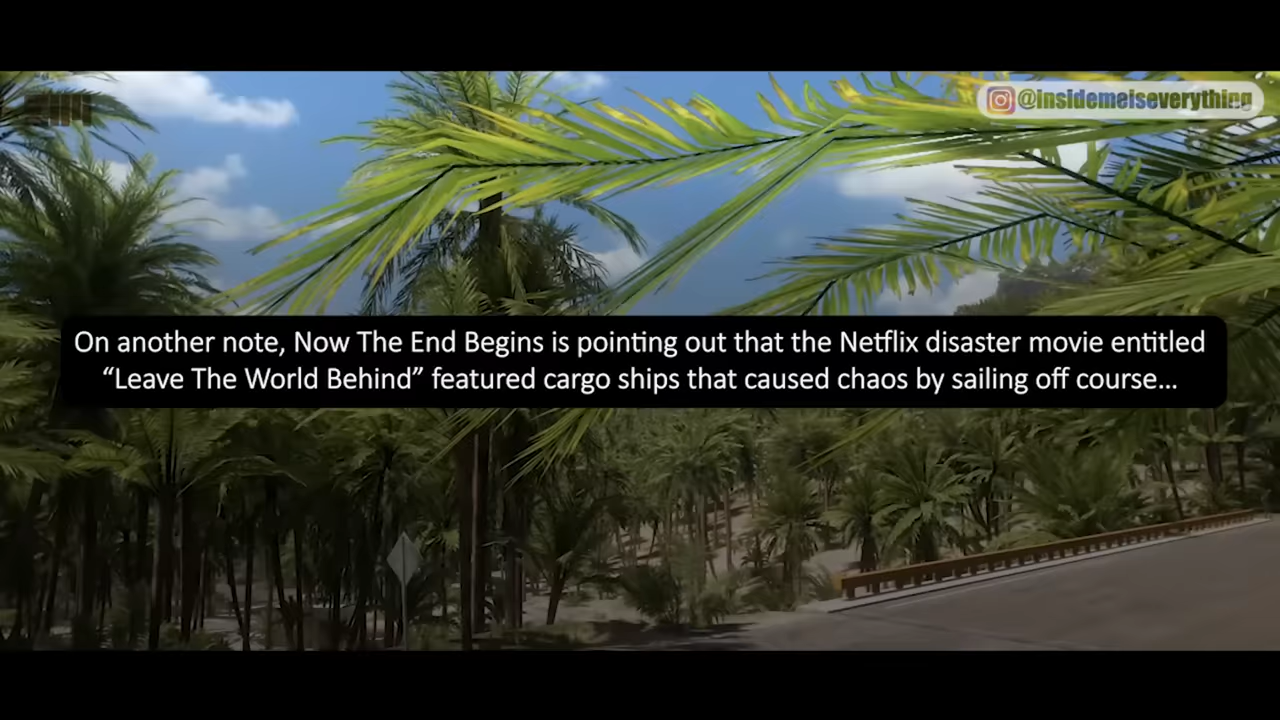 @insidemeiseverything
On another note, Now The End Begins is pointing out that the Netflix disaster movie entitled
“Leave The World Behind” featured cargo ships that caused chaos by sailing off course...